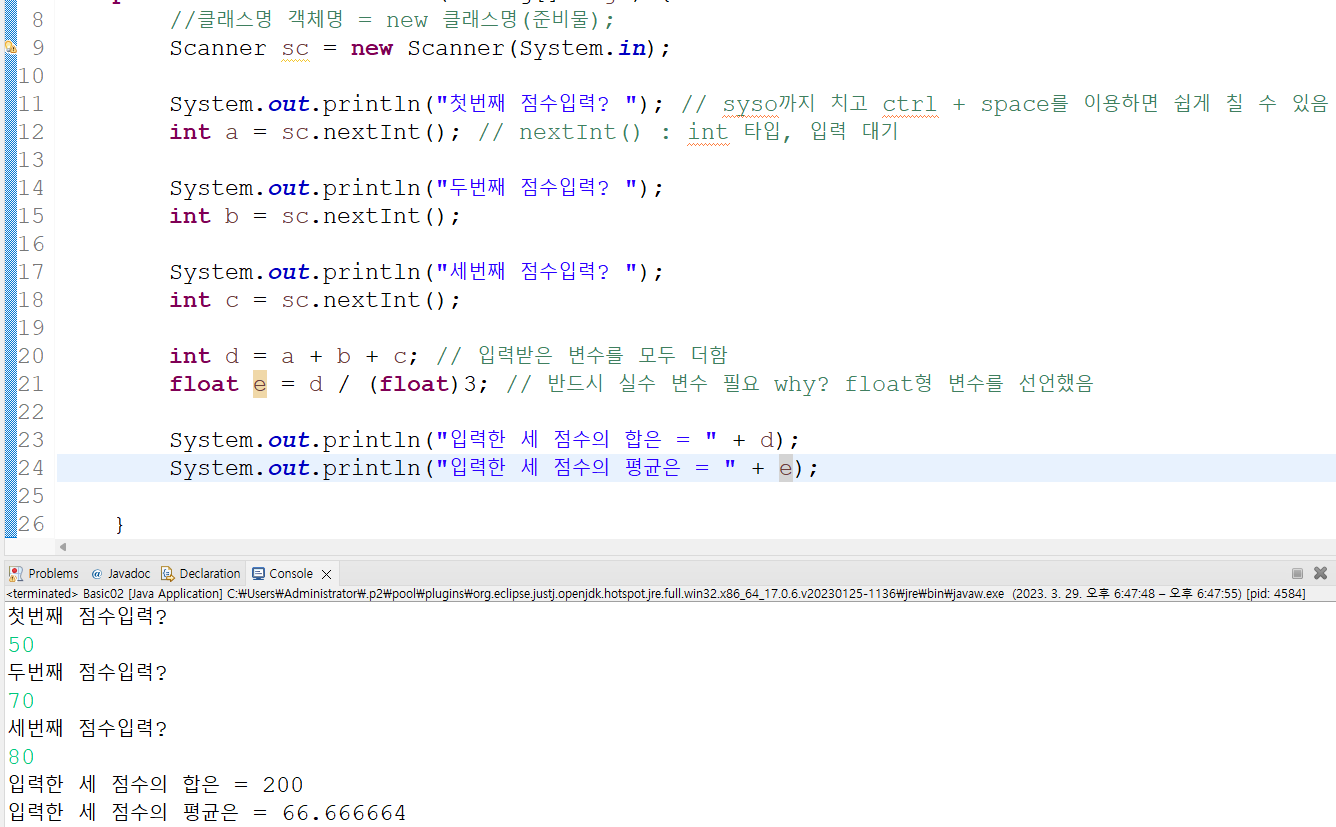 8 //클래스명 객체명 = new 클래스명(준비물);
9 Scanner sc = new Scanner(System.in);
10
11 System.out.println("첫번째 점수입력? "); // syso까지 치고 ctrl + space를 이용하면 쉽게 칠 수 있음
12 int a = sc.nextInt(); // nextInt() : int 타입, 입력 대기
13
14 System.out.println("두번째 점수입력? ");
15 int b = sc.nextInt();
16
17 System.out.println("세번째 점수입력? ");
18 int c = sc.nextInt();
19
20 int d = a + b + c; // 입력받은 변수를 모두 더함
21 float e = d / (float)3; // 반드시 실수 변수 필요 why? float형 변수를 선언했음
22
23 System.out.println("입력한 세 점수의 합은 = " + d);
24 System.out.println("입력한 세 점수의 평균은 = " + e);
25
26 }
Problems @ Javadoc Declaration Console
<terminated> Basic02 [Java Application] C:₩Users₩Administrator₩.p2₩pool₩plugins₩org.eclipse.justj.openjdk.hotspot.jre.full.win32.x86_64_17.0.6.v20230125-1136₩jre₩bin₩javaw.exe (2023. 3. 29. 오후 6:47:48 – 오후 6:47:55) [pid: 4584]
첫번째 점수입력?
50
두번째 점수입력?
70
세번째 점수입력?
80
입력한 세 점수의 합은 = 200
입력한 세 점수의 평균은 = 66.666664